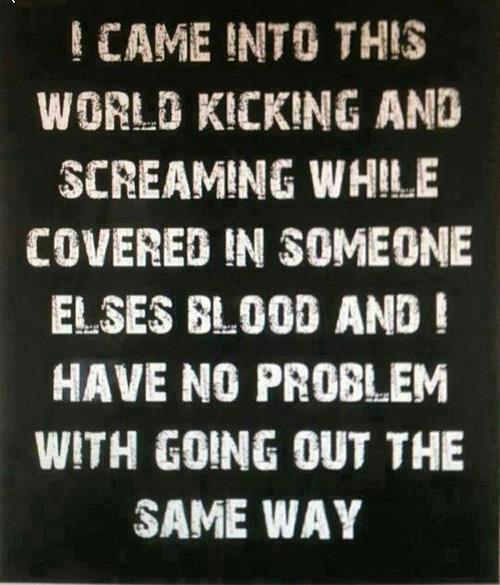 I CAME INTO THIS
WORLD KICKING AND
SCREAMING WHILE
COVERED IN SOMEONE
ELSES BLOOD AND I
HAVE NO PROBLEM
WITH GOING OUT THE
SAME WAY